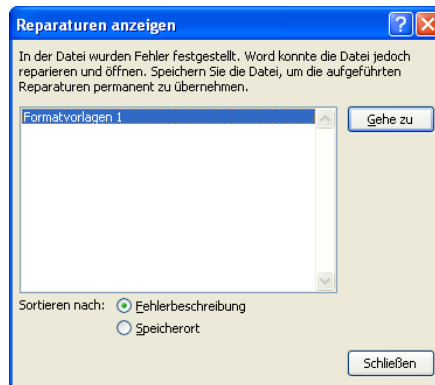 Reparaturen anzeigen
In der Datei wurden Fehler festgestellt. Word konnte die Datei jedoch
reparieren und öffnen. Speichern Sie die Datei, um die aufgeführten
Reparaturen permanent zu übernehmen.
Formatvorlagen 1
Gehe zu
Sortieren nach:
Fehlerbeschreibung
Speicherort
Schließen